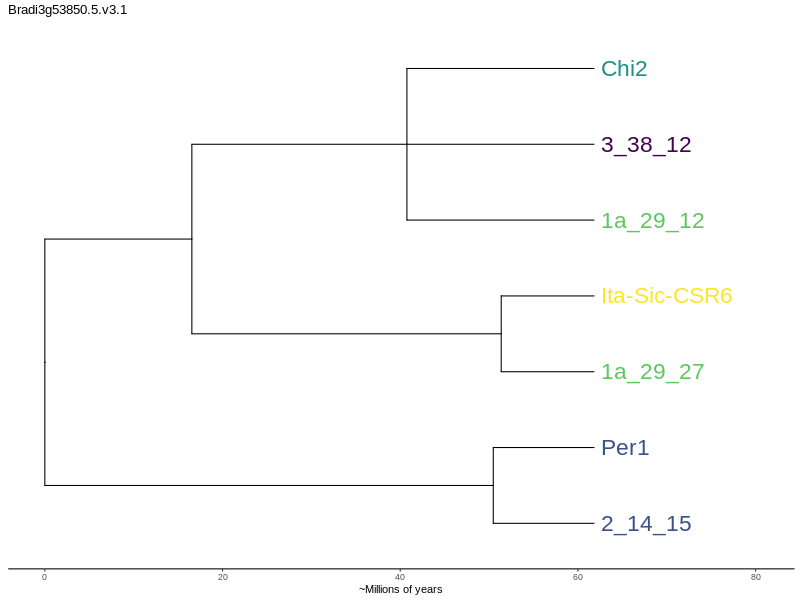 Bradi3g53850.5.v3.1
Chi2
3_38_12
1a_29_12
Ita-Sic-CSR6
1a_29_27
Per1
2_14_15
0 20 40 60 80
~Millions of years